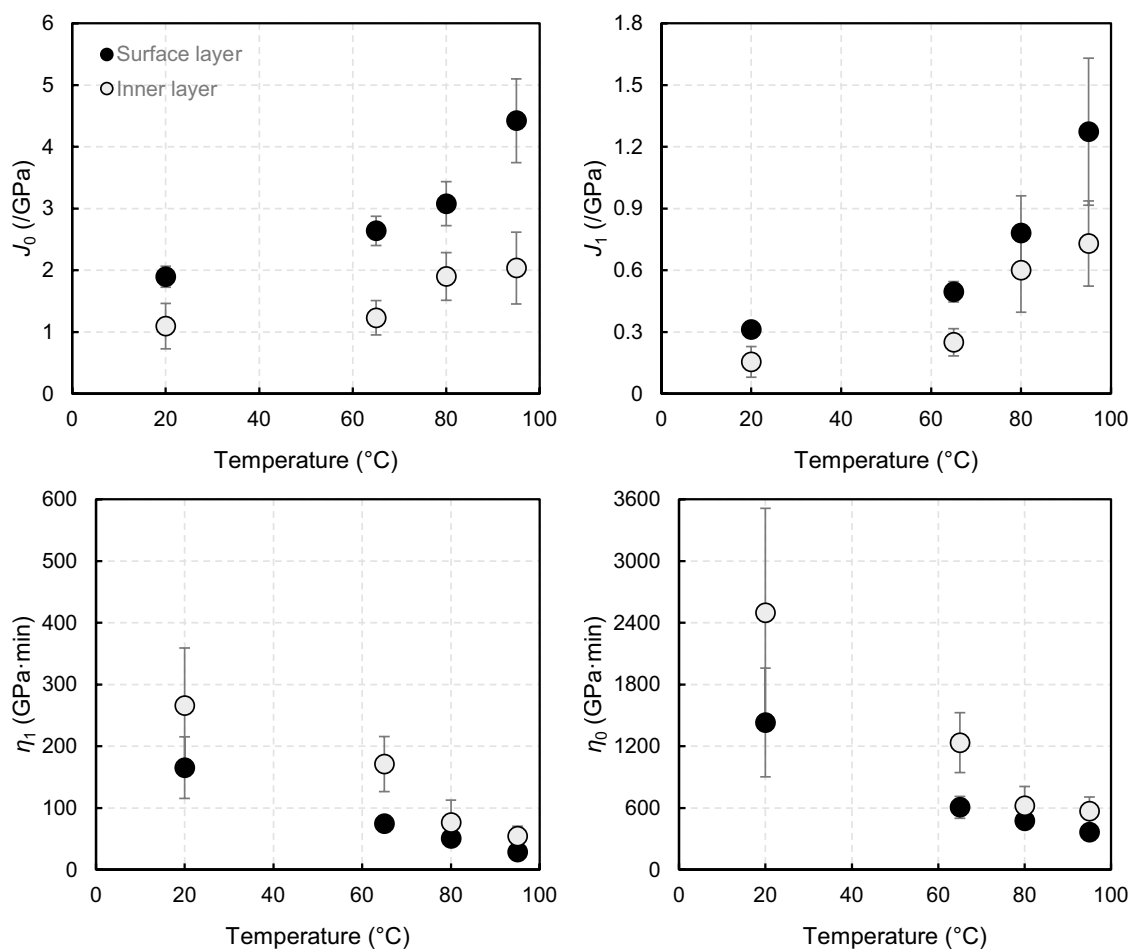 6
5
4
3
2
1
0
J0 (/GPa)
Surface layer
Inner layer
0 20 40 60 80 100
Temperature (°C)
1.8
1.5
1.2
0.9
0.6
0.3
0
J1 (/GPa)
0 20 40 60 80 100
Temperature (°C)
600
500
400
300
200
100
0
η1 (GPa·min)
0 20 40 60 80 100
Temperature (°C)
3600
3000
2400
1800
1200
600
0
η0 (GPa·min)
0 20 40 60 80 100
Temperature (°C)